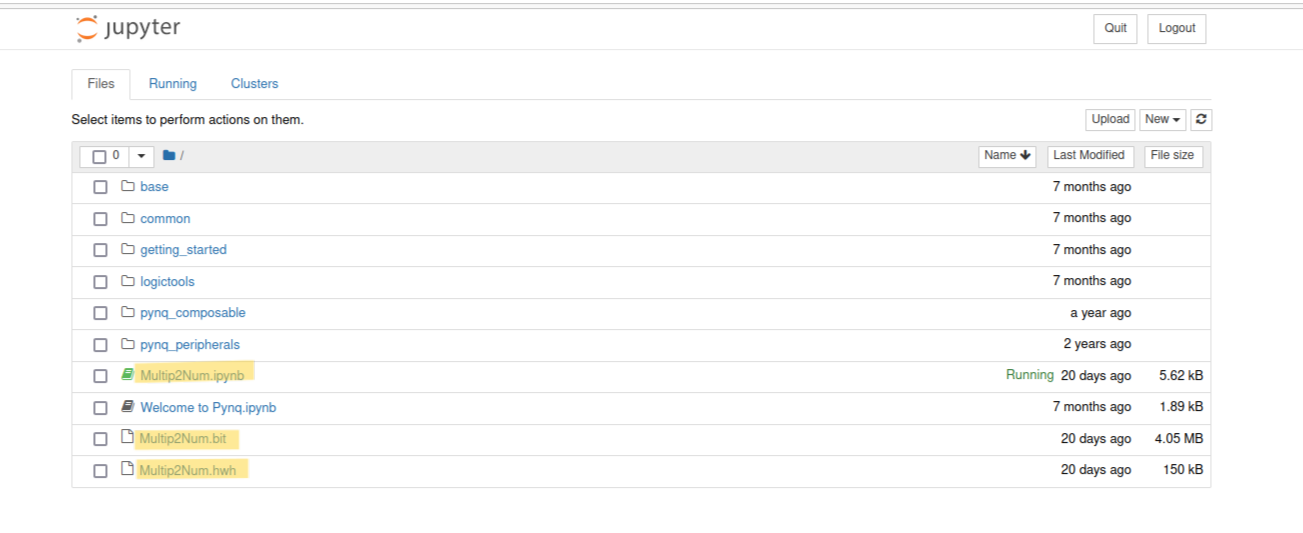 jupyter Quit Logout
Files Running Clusters
Select items to perform actions on them. Upload New
0 / Name Last Modified File size
base 7 months ago
common 7 months ago
getting_started 7 months ago
logictools 7 months ago
pynq_composable a year ago
pynq_peripherals 2 years ago
Multip2Num.ipynb Running 20 days ago 5.62 kB
Welcome to Pynq.ipynb 7 months ago 1.89 kB
Multip2Num.bit 20 days ago 4.05 MB
Multip2Num.hwh 20 days ago 150 kB